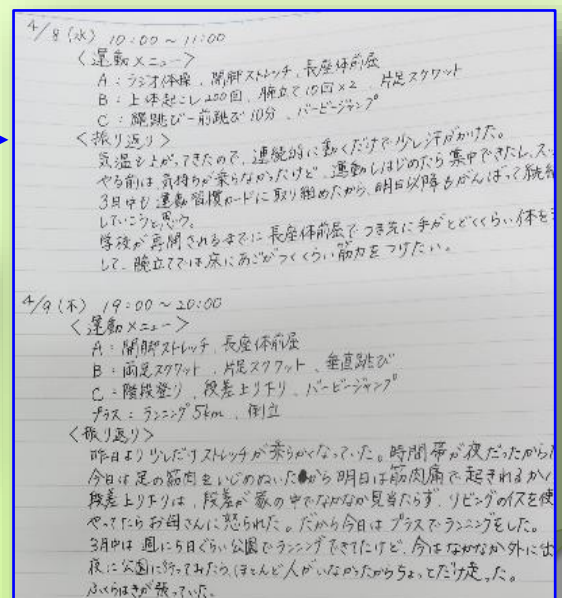 4/8 (水) 10:00～11:00
〈運動メニュー〉
A：ラジオ体操、開脚ストレッチ、長座体前屈
B：上体起こし200回、腕立て10回×2、片足スクワット
C：縄跳び－前跳び10分、バービージャンプ
〈振り返り〉
気温も上がってきたので、連続的に動くだけで少し汗がかけた。
やる前は気持ちが乗らなかったけど、運動しはじめたら集中できたし、スッ
3月中も運動習慣カードに取り組めたから、明日以降もがんばって継続
していこうと思う。
学校が再開されるまでに長座体前屈でつま先に手がとどくくらい体を
して、腕立てでは床にあごがつくくらい筋力をつけたい。
4/9 (木) 19:00～20:00
〈運動メニュー〉
A：開脚ストレッチ、長座体前屈
B：両足スクワット、片足スクワット、垂直跳び
C：階段登り、段差上り下り、バービージャンプ
プラス：ランニング5km、倒立
〈振り返り〉
昨日より少しだけストレッチが柔らかくなっていた。時間帯が夜だったから
今日は足の筋肉をいじめぬいたから明日は筋肉痛で起きれるか
段差上り下りは、段差が家の中でなかなか見当たらず、リビングのイスを使
やってたらお母さんに怒られた。だから今日はプラスでランニングをした。
3月中は週に5日ぐらい公園でランニングできてたけど、今はなかなか外に出
夜に公園に行ってみたら、ほとんど人がいなかったからちょっとだけ走った。
ふくらはぎが張っていた。